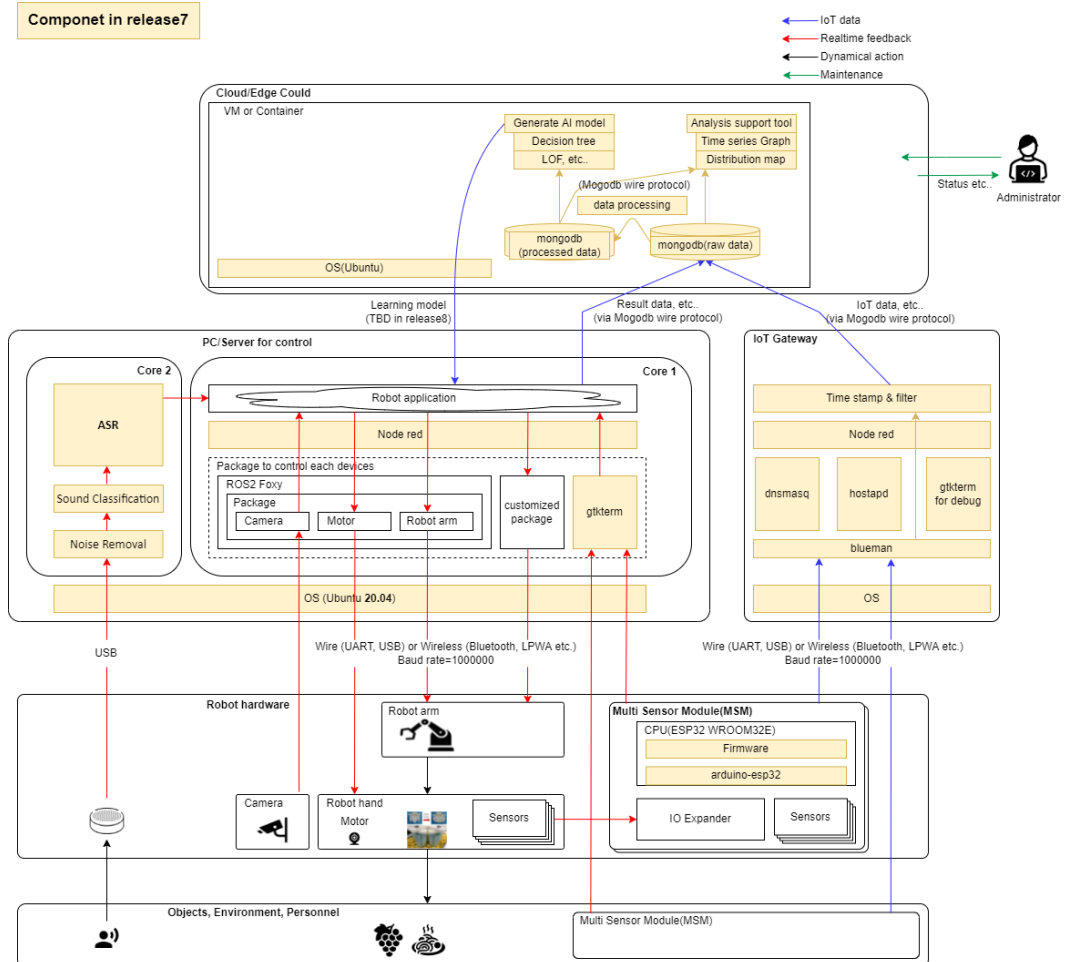 Componet in release7
IoT data
Realtime feedback
Dynamical action
Maintenance
Cloud/Edge Could
VM or Container
Generate AI model
Decision tree
LOF, etc..
Analysis support tool
Time series Graph
Distribution map
(Mogodb wire protocol)
data processing
mongodb
(processed data)
mongodb(raw data)
OS(Ubuntu)
Status etc..
Administrator
Learning model
(TBD in release8)
Result data, etc..
(via Mogodb wire protocol)
IoT data, etc..
(via Mogodb wire protocol)
PC/Server for control
Core 2
ASR
Sound Classification
Noise Removal
Core 1
Robot application
Node red
Package to control each devices
ROS2 Foxy
Package
Camera
Motor
Robot arm
customized
package
gtkterm
OS (Ubuntu 20.04)
IoT Gateway
Time stamp & filter
Node red
dnsmasq
hostapd
gtkterm
for debug
blueman
OS
USB
Wire (UART, USB) or Wireless (Bluetooth, LPWA etc.)
Baud rate=1000000
Wire (UART, USB) or Wireless (Bluetooth, LPWA etc.)
Baud rate=1000000
Robot hardware
Robot arm
Camera
Robot hand
Motor
Sensors
Multi Sensor Module(MSM)
CPU(ESP32 WROOM32E)
Firmware
arduino-esp32
IO Expander
Sensors
Objects, Environment, Personnel
Multi Sensor Module(MSM)